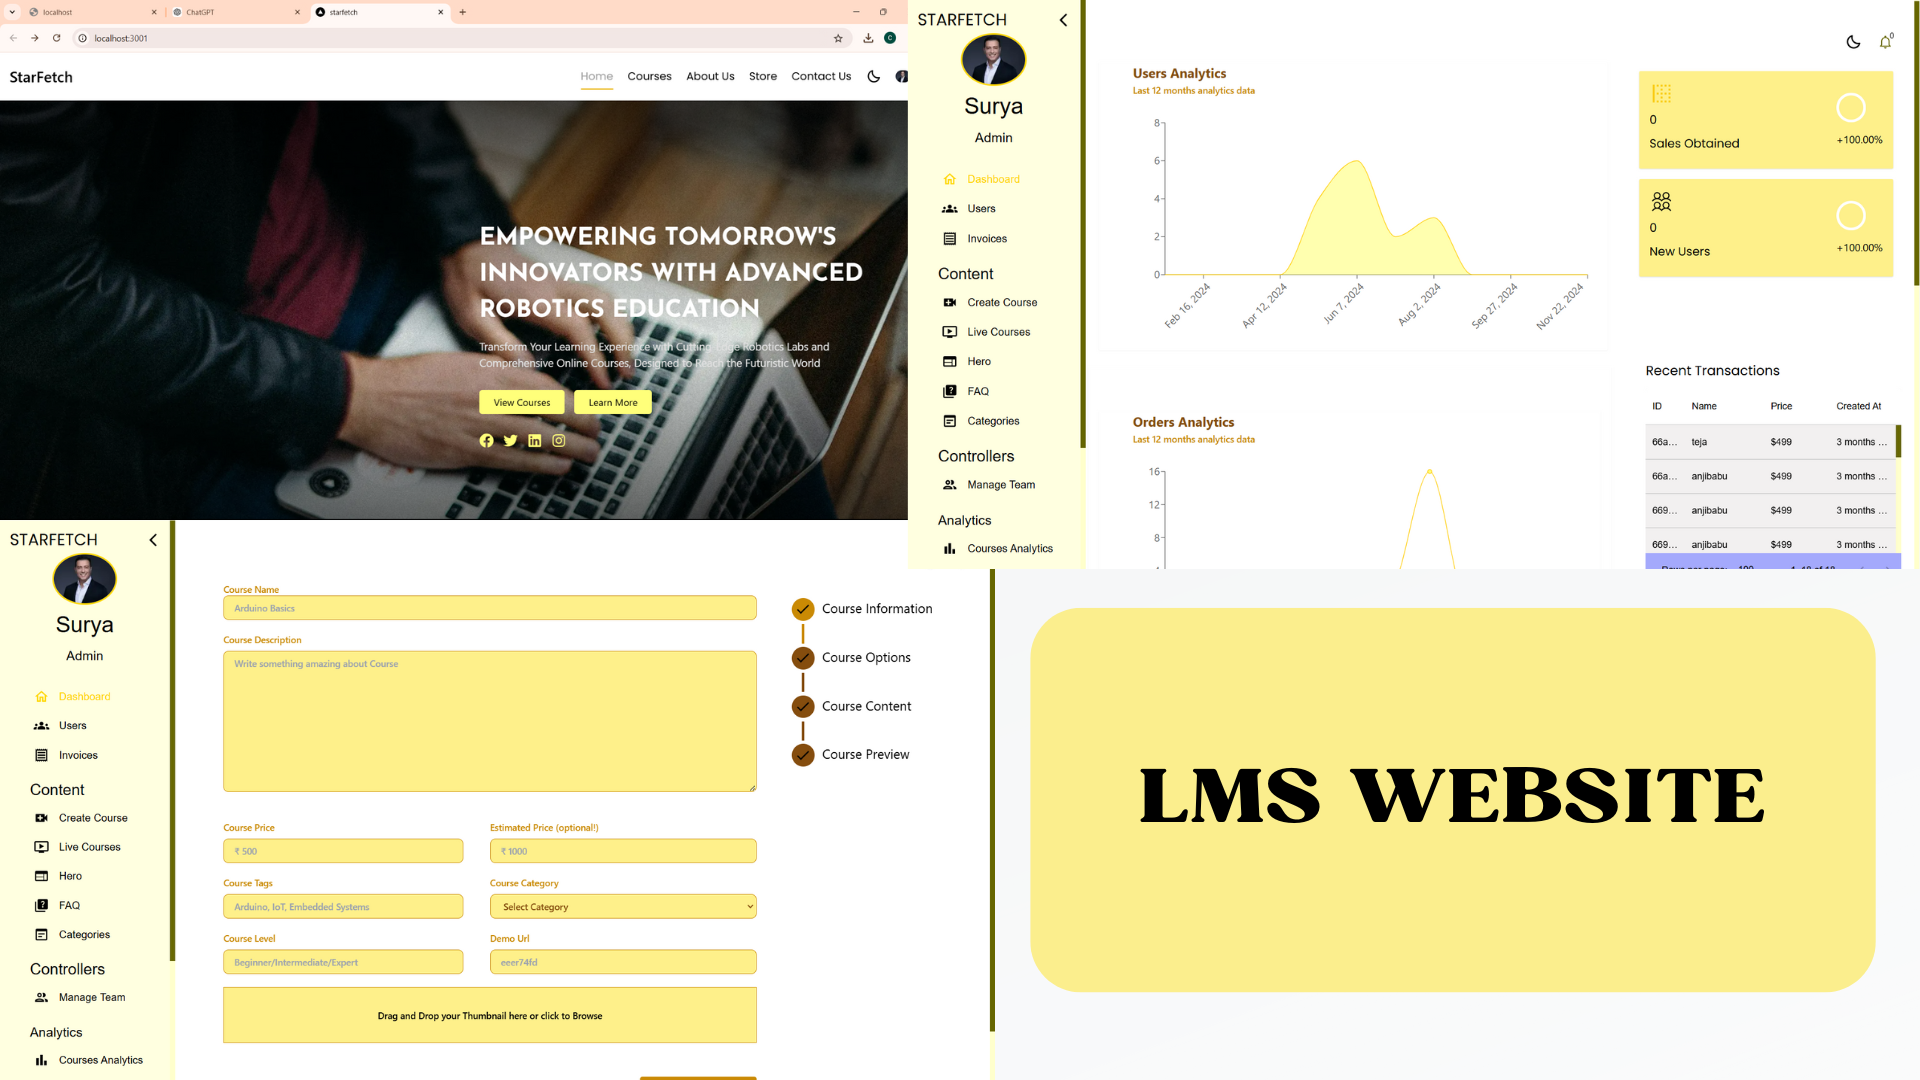 localhost
ChatGPT
starfetch
localhost:3001
StarFetch
Home
Courses
About Us
Store
Contact Us
EMPOWERING TOMORROW'S
INNOVATORS WITH ADVANCED
ROBOTICS EDUCATION
Transform Your Learning Experience with Cutting-Edge Robotics Labs and
Comprehensive Online Courses, Designed to Reach the Futuristic World
View Courses
Learn More
STARFETCH
Surya
Admin
Dashboard
Users
Invoices
Content
Create Course
Live Courses
Hero
FAQ
Categories
Controllers
Manage Team
Analytics
Courses Analytics
Users Analytics
Last 12 months analytics data
8
6
4
2
0
Feb 16, 2024
Apr 12, 2024
Jun 7, 2024
Aug 2, 2024
Sep 27, 2024
Nov 22, 2024
Orders Analytics
Last 12 months analytics data
16
12
8
0
0
Sales Obtained
+100.00%
0
New Users
+100.00%
Recent Transactions
ID Name Price Created At
66a... teja $499 3 months ...
66a... anjibabu $499 3 months ...
669... anjibabu $499 3 months ...
669... anjibabu $499 3 months ...
STARFETCH
Surya
Admin
Dashboard
Users
Invoices
Content
Create Course
Live Courses
Hero
FAQ
Categories
Controllers
Manage Team
Analytics
Courses Analytics
Course Name
Arduino Basics
Course Description
Write something amazing about Course
Course Price
₹ 500
Estimated Price (optional!)
₹ 1000
Course Tags
Arduino, IoT, Embedded Systems
Course Category
Select Category
Course Level
Beginner/Intermediate/Expert
Demo Url
eeer74fd
Drag and Drop your Thumbnail here or click to Browse
Course Information
Course Options
Course Content
Course Preview
LMS WEBSITE